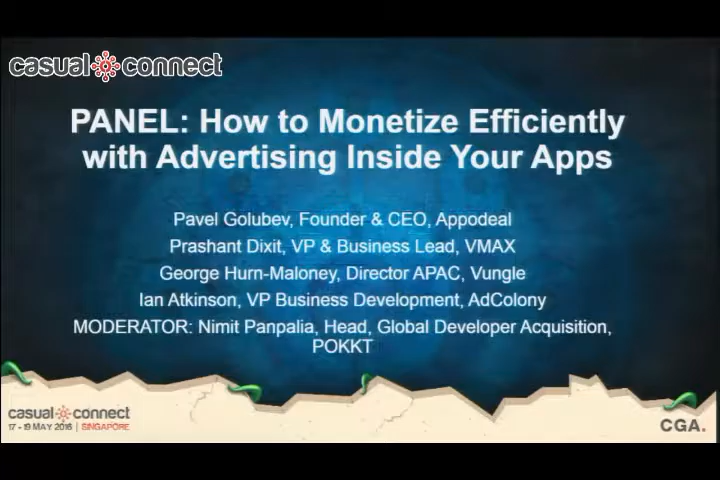 casual connect
PANEL: How to Monetize Efficiently
with Advertising Inside Your Apps
Pavel Golubev, Founder & CEO, Appodeal
Prashant Dixit, VP & Business Lead, VMAX
George Hurn-Maloney, Director APAC, Vungle
Ian Atkinson, VP Business Development, AdColony
MODERATOR: Nimit Panpalia, Head, Global Developer Acquisition,
POKKT
casual connect
17 - 19 MAY 2016 | SINGAPORE
CGA.